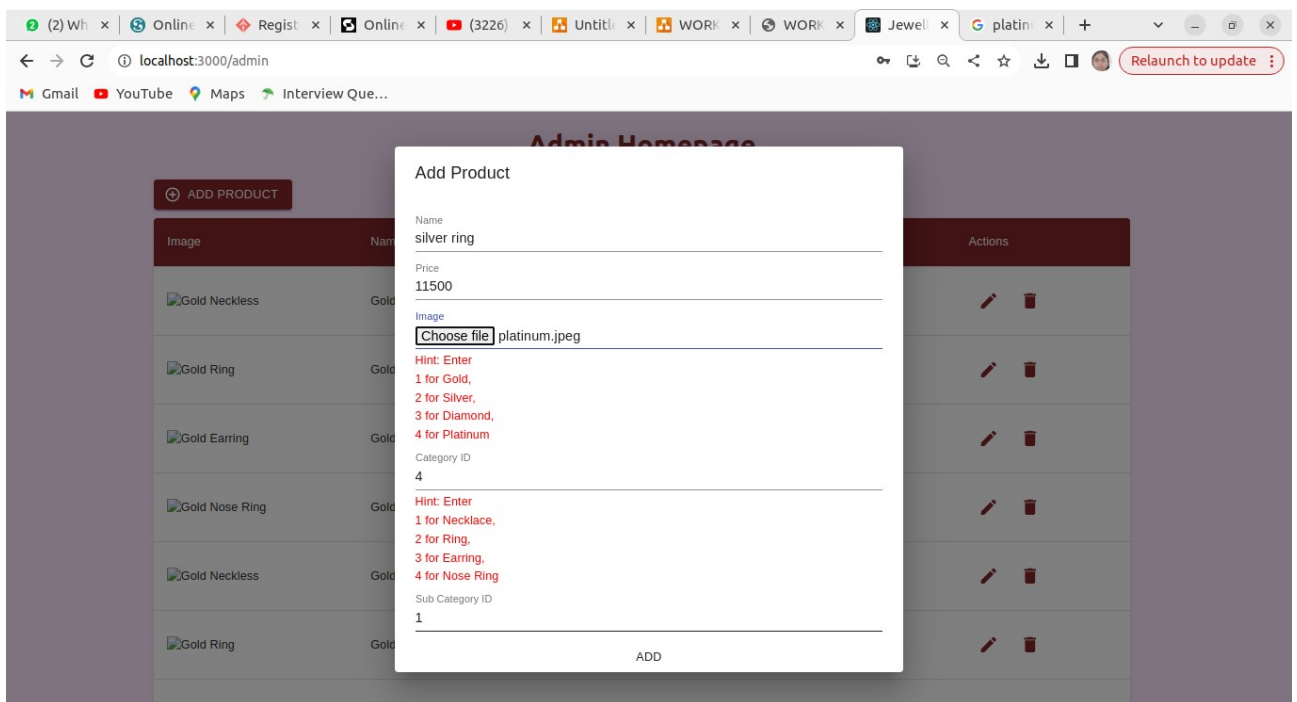 (2) Wh
Online
Regist
Online
(3226)
Untitle
WORK
WORK
Jewell
platin
localhost:3000/admin
Relaunch to update
Gmail
YouTube
Maps
Interview Que...
Admin Homepage
ADD PRODUCT
Image
Nam
Actions
Gold Neckless
Gold
Gold Ring
Gold
Gold Earring
Gold
Gold Nose Ring
Gold
Gold Neckless
Gold
Gold Ring
Gold
Add Product
Name
silver ring
Price
11500
Image
Choose file platinum.jpeg
Hint: Enter
1 for Gold,
2 for Silver,
3 for Diamond,
4 for Platinum
Category ID
4
Hint: Enter
1 for Necklace,
2 for Ring,
3 for Earring,
4 for Nose Ring
Sub Category ID
1
ADD